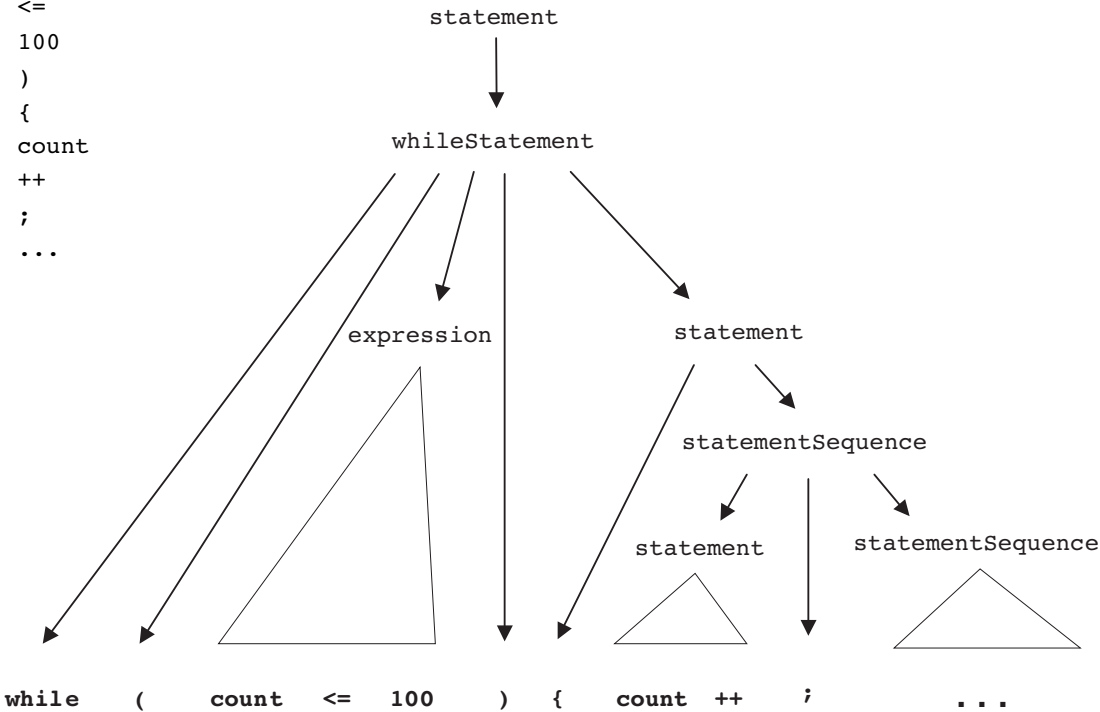 <=
100
)
{
count
++
;
...
statement
whileStatement
expression
statement
statementSequence
statement
statementSequence
while ( count <= 100 ) { count ++ ; ...